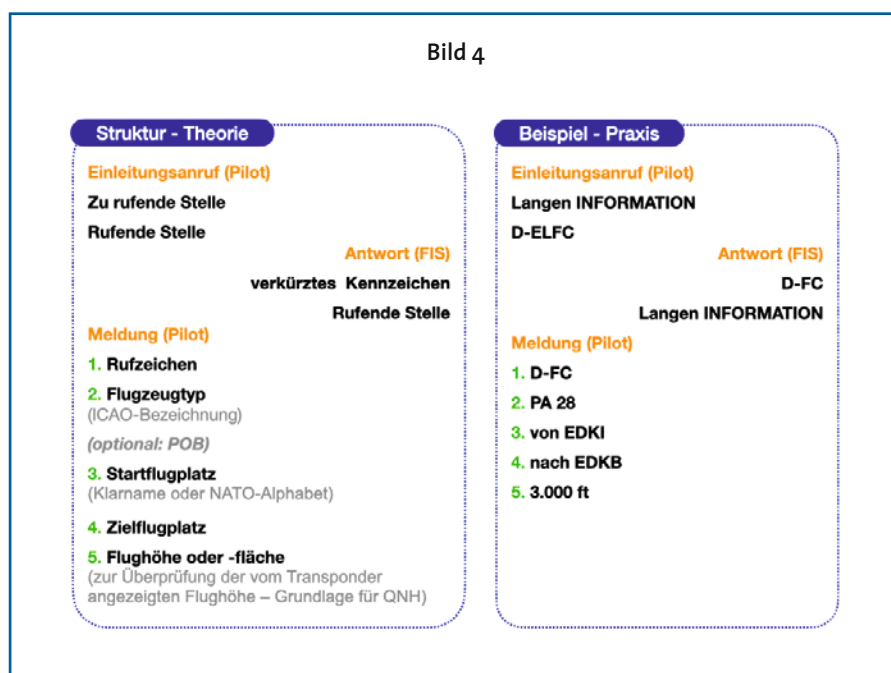 Bild 4
Struktur - Theorie
Einleitungsanruf (Pilot)
Zu rufende Stelle
Rufende Stelle
Antwort (FIS)
verkürztes Kennzeichen
Rufende Stelle
Meldung (Pilot)
1. Rufzeichen
2. Flugzeugtyp
(ICAO-Bezeichnung)
(optional: POB)
3. Startflugplatz
(Klarname oder NATO-Alphabet)
4. Zielflugplatz
5. Flughöhe oder -fläche
(zur Überprüfung der vom Transponder
angezeigten Flughöhe – Grundlage für QNH)
Beispiel - Praxis
Einleitungsanruf (Pilot)
Langen INFORMATION
D-ELFC
Antwort (FIS)
D-FC
Langen INFORMATION
Meldung (Pilot)
1. D-FC
2. PA 28
3. von EDKI
4. nach EDKB
5. 3.000 ft